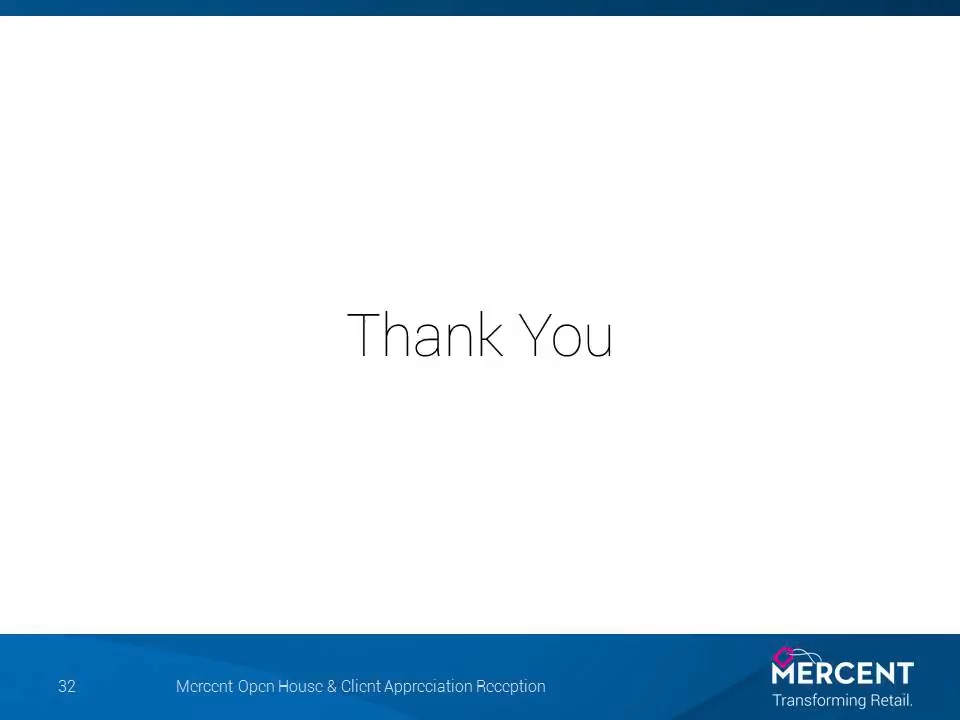 Thank You
32
Mercent Open House & Client Appreciation Reception
MERCENT
Transforming Retail.